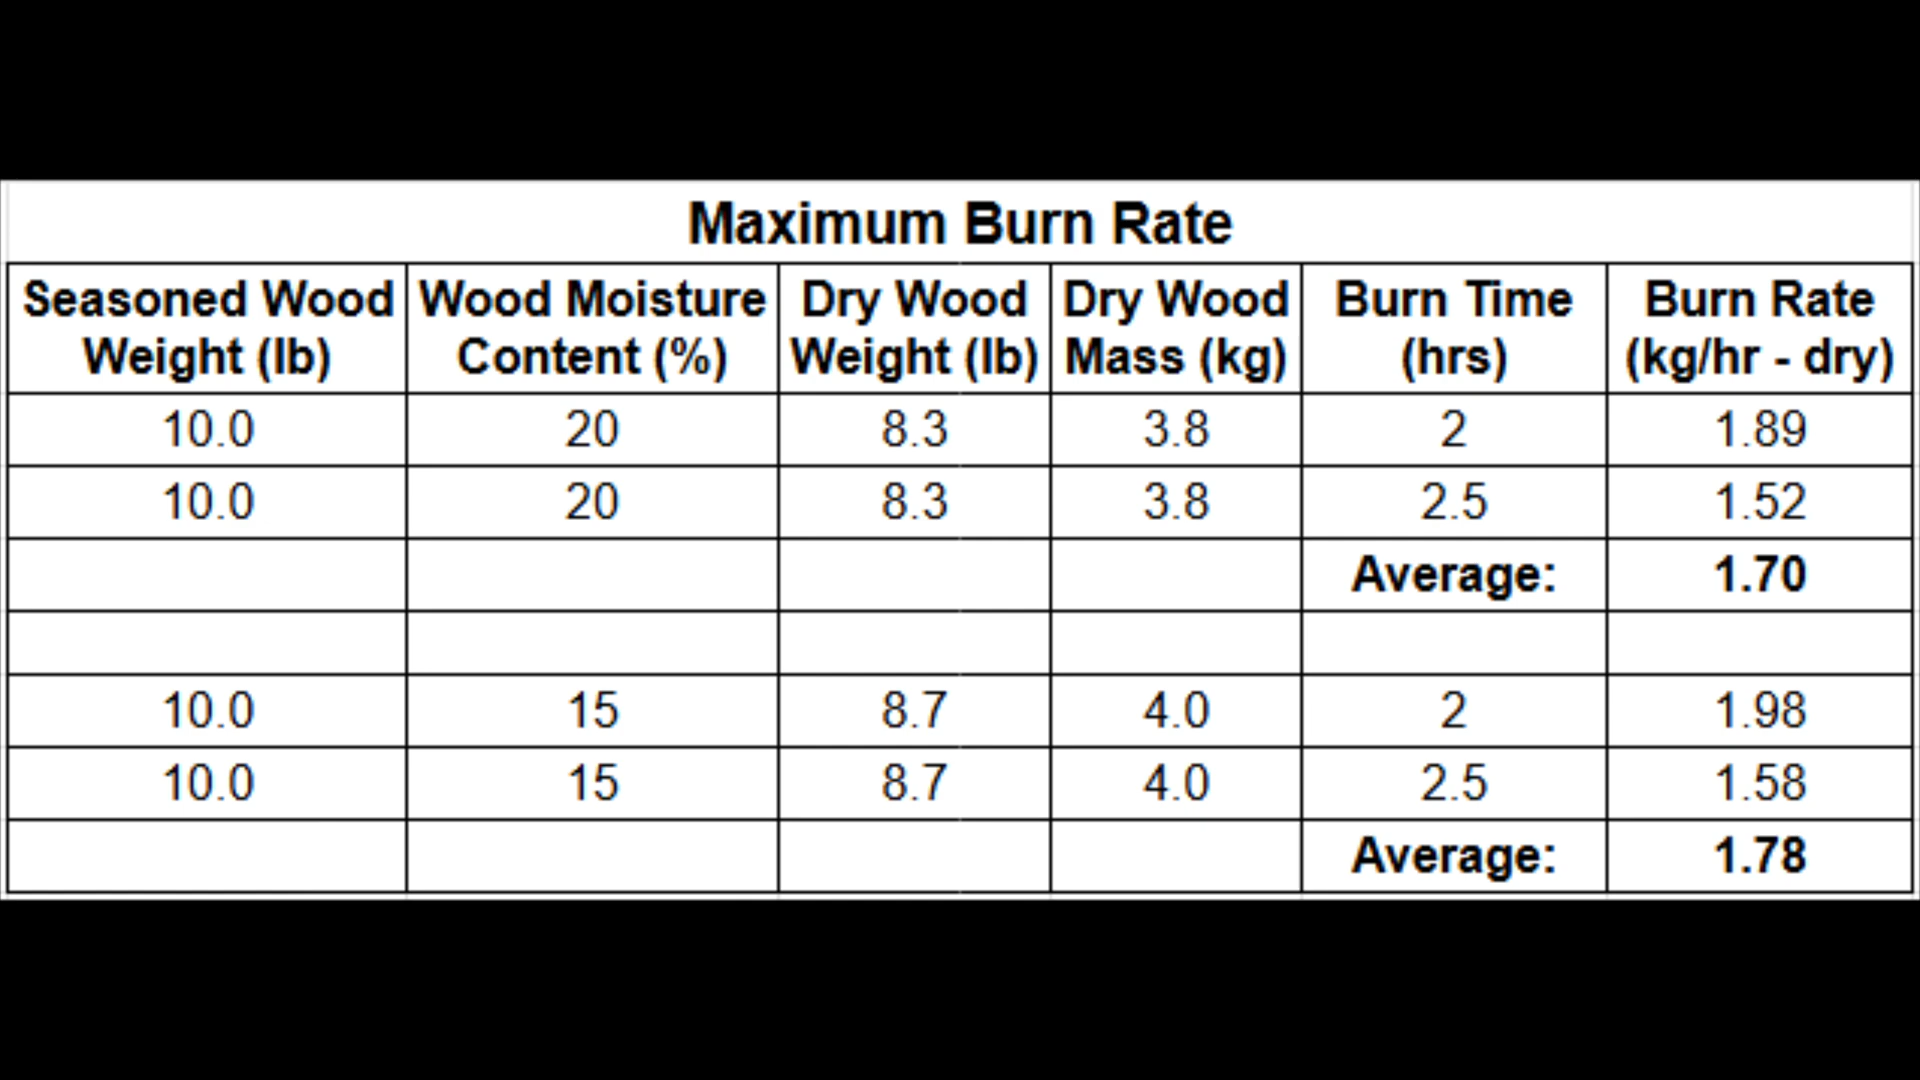 Maximum Burn Rate
Seasoned Wood Weight (lb) Wood Moisture Content (%) Dry Wood Weight (lb) Dry Wood Mass (kg) Burn Time (hrs) Burn Rate (kg/hr - dry)
10.0 20 8.3 3.8 2 1.89
10.0 20 8.3 3.8 2.5 1.52
Average: 1.70
10.0 15 8.7 4.0 2 1.98
10.0 15 8.7 4.0 2.5 1.58
Average: 1.78